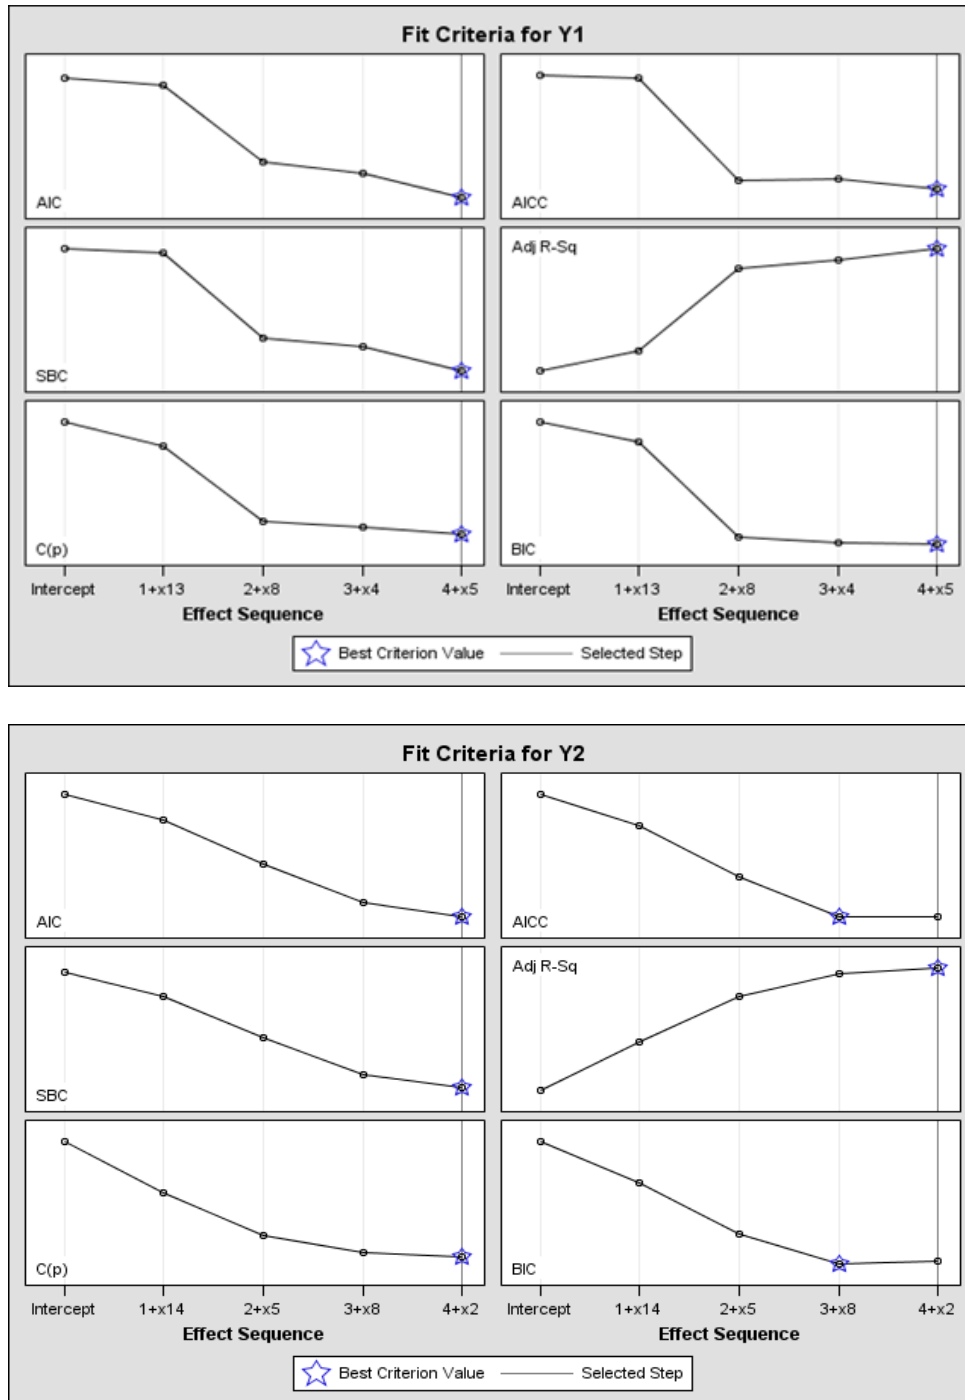 Fit Criteria for Y1
AIC
AICC
SBC
Adj R-Sq
C(p)
BIC
Intercept 1+x13 2+x8 3+x4 4+x5
Intercept 1+x13 2+x8 3+x4 4+x5
Effect Sequence
Effect Sequence
Best Criterion Value Selected Step
Fit Criteria for Y2
AIC
AICC
SBC
Adj R-Sq
C(p)
BIC
Intercept 1+x14 2+x5 3+x8 4+x2
Intercept 1+x14 2+x5 3+x8 4+x2
Effect Sequence
Effect Sequence
Best Criterion Value Selected Step